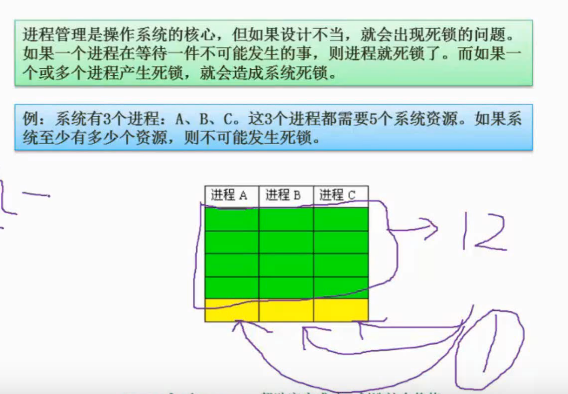 进程管理是操作系统的核心，但如果设计不当，就会出现死锁的问题。
如果一个进程在等待一件不可能发生的事，则进程就死锁了。而如果一
个或多个进程产生死锁，就会造成系统死锁。
例：系统有3个进程：A、B、C。这3个进程都需要5个系统资源。如果系
统至少有多少个资源，则不可能发生死锁。
进程 A 进程 B 进程 C
12
1